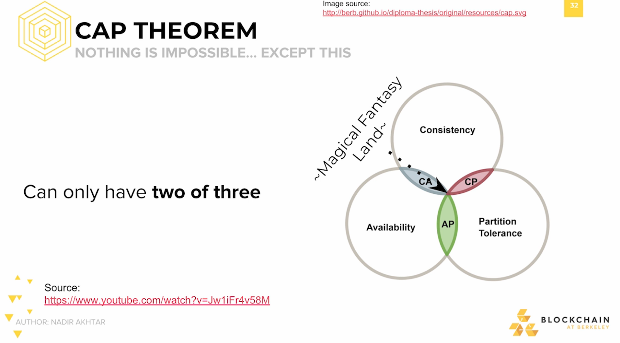 Image source:
http://berb.github.io/diploma-thesis/original/resources/cap.svg
32
CAP THEOREM
NOTHING IS IMPOSSIBLE... EXCEPT THIS
~Magical Fantasy
Land~
Consistency
CA
CP
Can only have two of three
Availability
AP
Partition
Tolerance
Source:
https://www.youtube.com/watch?v=Jw1iFr4v58M
AUTHOR: NADIR AKHTAR
BLOCKCHAIN
AT BERKELEY